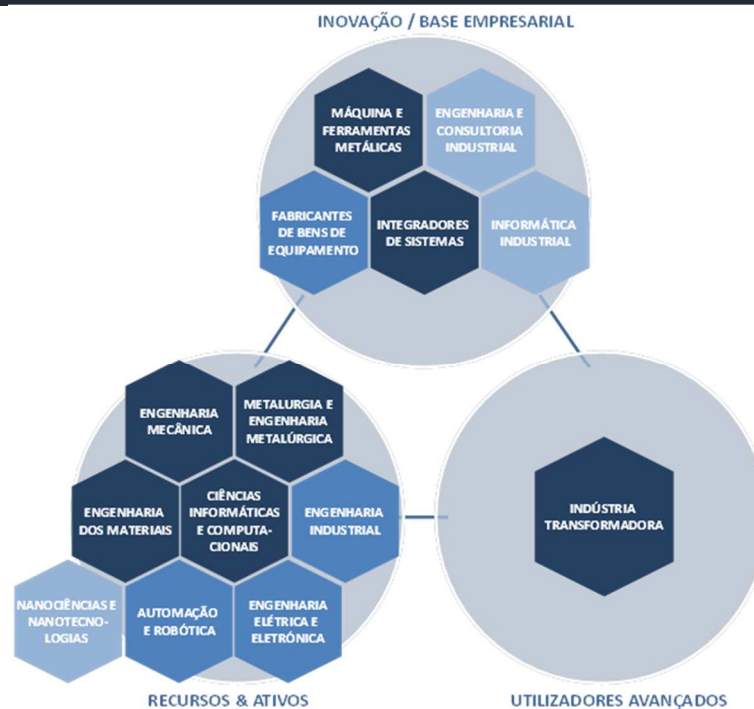 INOVAÇÃO / BASE EMPRESARIAL
MÁQUINA E
FERRAMENTAS
METÁLICAS
ENGENHARIA E
CONSULTORIA
INDUSTRIAL
FABRICANTES
DE BENS DE
EQUIPAMENTO
INTEGRADORES
DE SISTEMAS
INFORMÁTICA
INDUSTRIAL
ENGENHARIA
MECÂNICA
METALURGIA E
ENGENHARIA
METALÚRGICA
ENGENHARIA
DOS MATERIAIS
CIÊNCIAS
INFORMÁTICAS
E COMPUTA-
CIONAIS
ENGENHARIA
INDUSTRIAL
NANOCIÊNCIAS E
NANOTECNO-
LOGIAS
AUTOMAÇÃO
E ROBÓTICA
ENGENHARIA
ELÉTRICA E
ELETRÓNICA
INDÚSTRIA
TRANSFORMADORA
RECURSOS & ATIVOS
UTILIZADORES AVANÇADOS